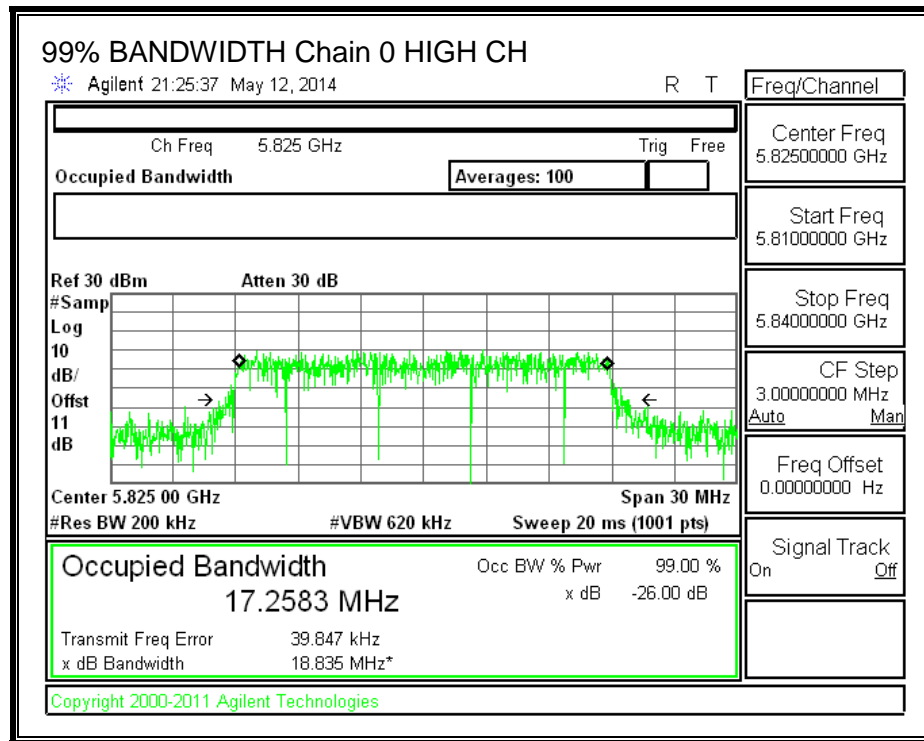 99% BANDWIDTH Chain 0 HIGH CH
Agilent 21:25:37 May 12, 2014 R T
Freq/Channel
Ch Freq 5.825 GHz Trig Free
Occupied Bandwidth Averages: 100
Center Freq
5.82500000 GHz
Start Freq
5.81000000 GHz
Stop Freq
5.84000000 GHz
CF Step
3.00000000 MHz
Auto Man
Freq Offset
0.00000000 Hz
Signal Track
On Off
Ref 30 dBm Atten 30 dB
#Samp
Log
10
dB/
Offst
11
dB
Center 5.825 00 GHz Span 30 MHz
#Res BW 200 kHz #VBW 620 kHz Sweep 20 ms (1001 pts)
Occupied Bandwidth Occ BW % Pwr 99.00 %
17.2583 MHz x dB -26.00 dB
Transmit Freq Error 39.847 kHz
x dB Bandwidth 18.835 MHz*
Copyright 2000-2011 Agilent Technologies